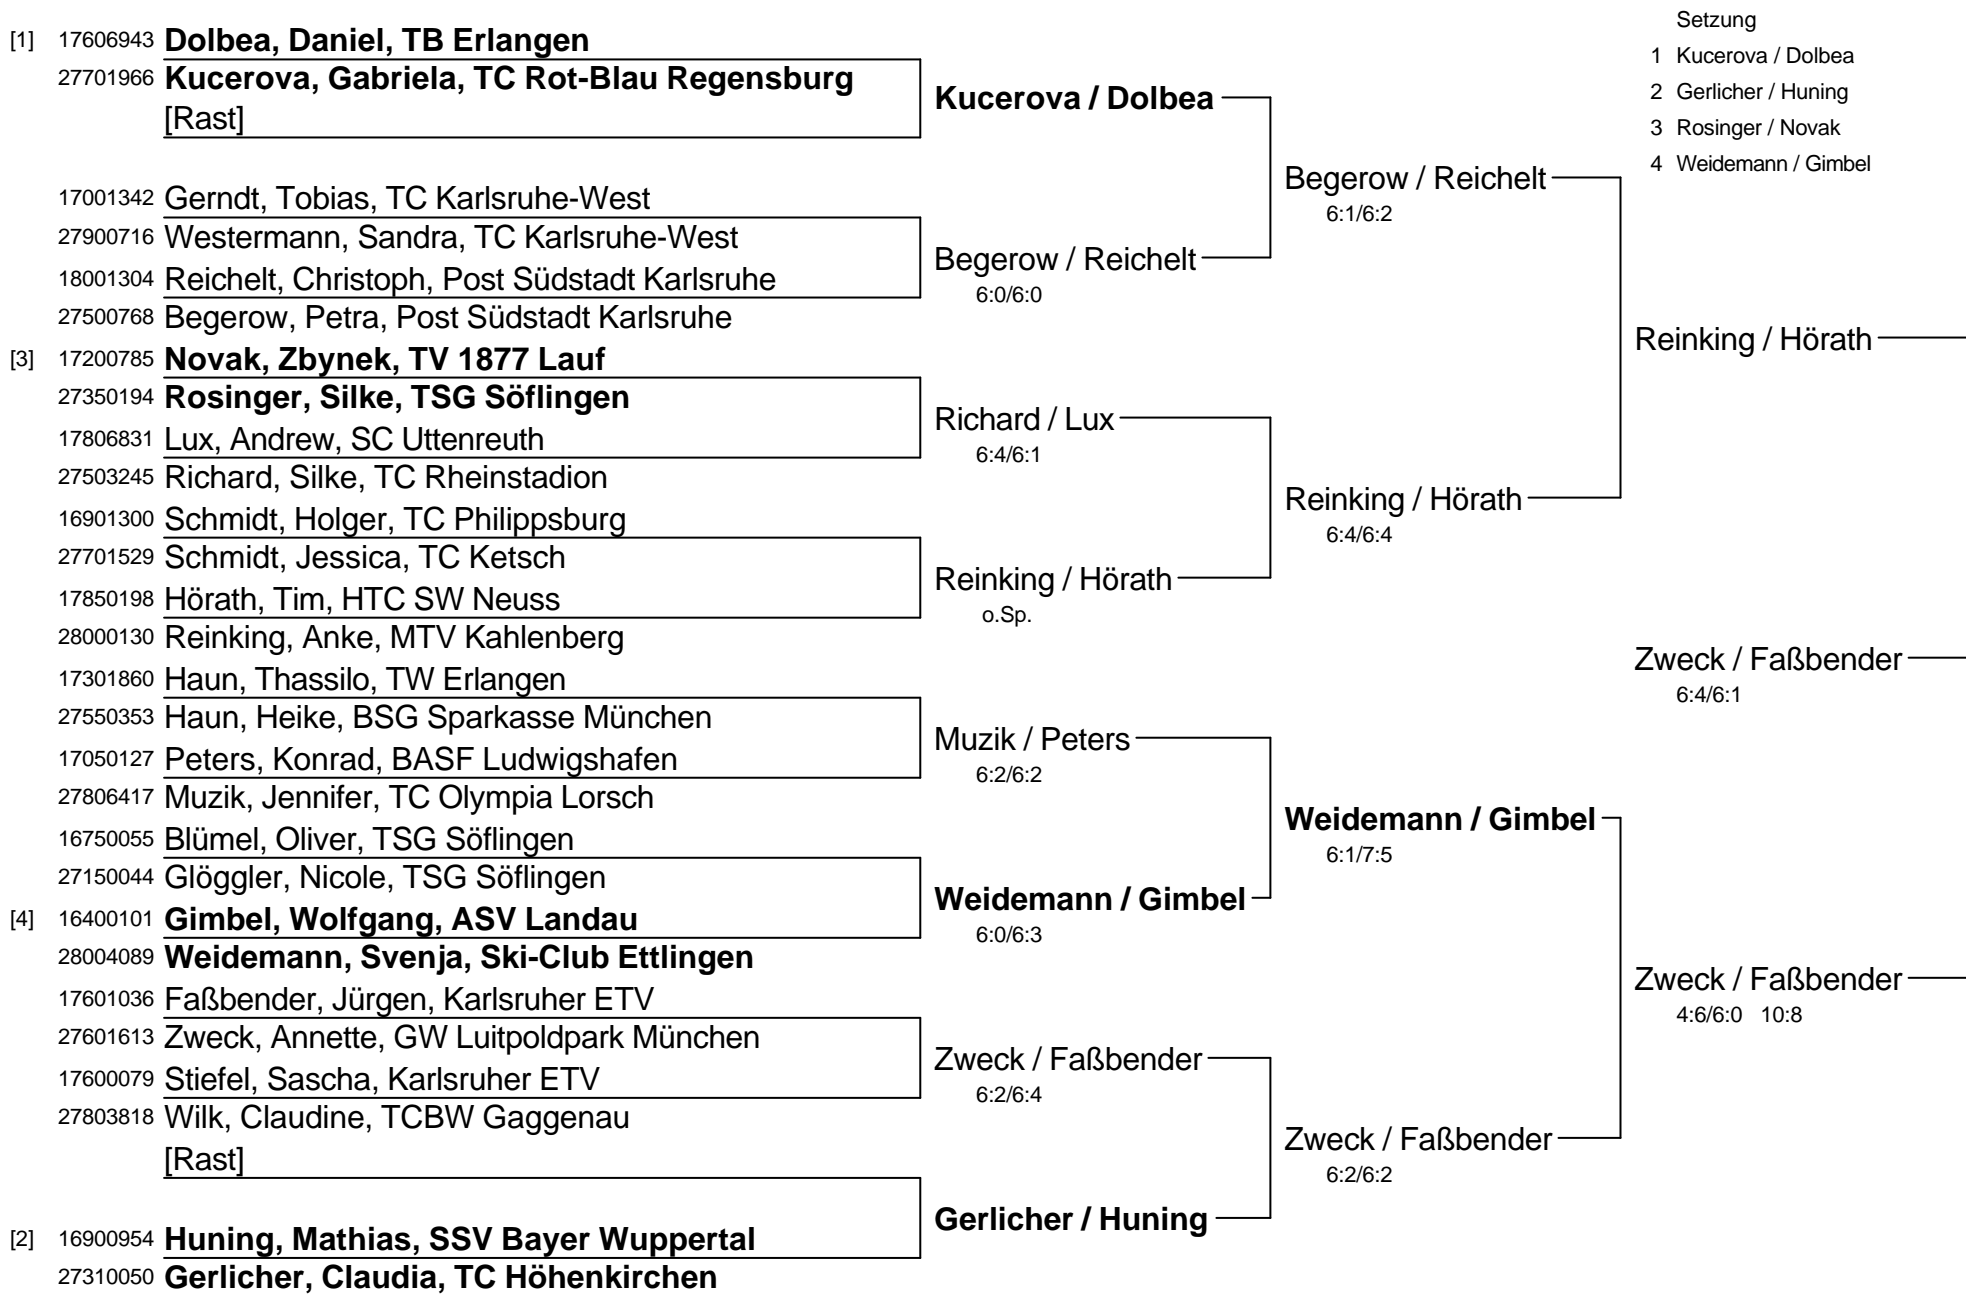 Setzung
1 Kucerova / Dolbea
2 Gerlicher / Huning
3 Rosinger / Novak
4 Weidemann / Gimbel
[1] 17606943 Dolbea, Daniel, TB Erlangen
27701966 Kucerova, Gabriela, TC Rot-Blau Regensburg
[Rast]
17001342 Gerndt, Tobias, TC Karlsruhe-West
27900716 Westermann, Sandra, TC Karlsruhe-West
18001304 Reichelt, Christoph, Post Südstadt Karlsruhe
27500768 Begerow, Petra, Post Südstadt Karlsruhe
[3] 17200785 Novak, Zbynek, TV 1877 Lauf
27350194 Rosinger, Silke, TSG Söflingen
17806831 Lux, Andrew, SC Uttenreuth
27503245 Richard, Silke, TC Rheinstadion
16901300 Schmidt, Holger, TC Philippsburg
27701529 Schmidt, Jessica, TC Ketsch
17850198 Hörath, Tim, HTC SW Neuss
28000130 Reinking, Anke, MTV Kahlenberg
17301860 Haun, Thassilo, TW Erlangen
27550353 Haun, Heike, BSG Sparkasse München
17050127 Peters, Konrad, BASF Ludwigshafen
27806417 Muzik, Jennifer, TC Olympia Lorsch
16750055 Blümel, Oliver, TSG Söflingen
27150044 Glöggler, Nicole, TSG Söflingen
[4] 16400101 Gimbel, Wolfgang, ASV Landau
28004089 Weidemann, Svenja, Ski-Club Ettlingen
17601036 Faßbender, Jürgen, Karlsruher ETV
27601613 Zweck, Annette, GW Luitpoldpark München
17600079 Stiefel, Sascha, Karlsruher ETV
27803818 Wilk, Claudine, TCBW Gaggenau
[Rast]
[2] 16900954 Huning, Mathias, SSV Bayer Wuppertal
27310050 Gerlicher, Claudia, TC Höhenkirchen
Kucerova / Dolbea
Begerow / Reichelt
6:0/6:0
Richard / Lux
6:4/6:1
Reinking / Hörath
o.Sp.
Muzik / Peters
6:2/6:2
Weidemann / Gimbel
6:0/6:3
Zweck / Faßbender
6:2/6:4
Gerlicher / Huning
Begerow / Reichelt
6:1/6:2
Reinking / Hörath
6:4/6:4
Weidemann / Gimbel
6:1/7:5
Zweck / Faßbender
6:2/6:2
Reinking / Hörath
Zweck / Faßbender
6:4/6:1
Zweck / Faßbender
4:6/6:0 10:8